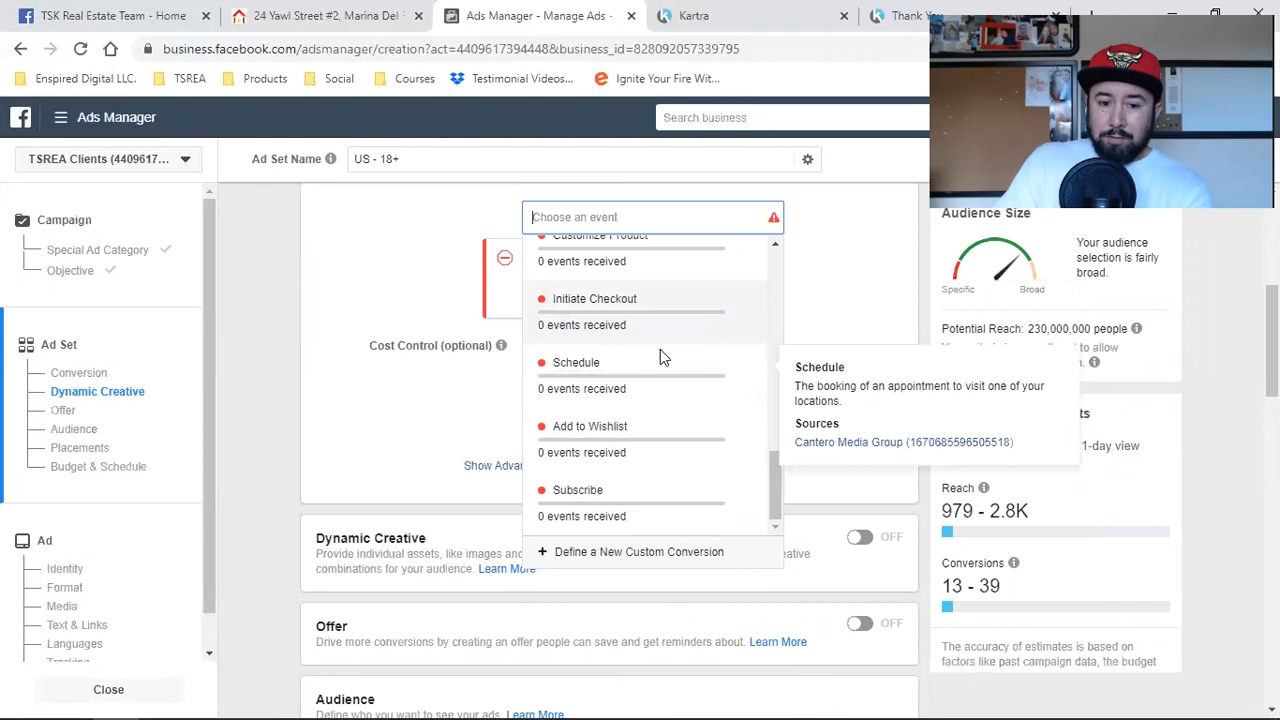 TSK Real Estate Team - Home
24 Yawl Street #2, Marina Del
Ads Manager - Manage Ads -
Kartra
Thank Y
business.facebook.com/adsmanager/creation?act=4409617394448&business_id=828092057339795
Enspired Digital LLC.
TSREA
Products
Testimonial Videos...
Ignite Your Fire Wit...
Ads Manager
Search business
TSREA Clients (4409617...
Ad Set Name
US - 18+
Campaign
Special Ad Category
Objective
Ad Set
Conversion
Dynamic Creative
Offer
Audience
Placements
Budget & Schedule
Ad
Identity
Format
Media
Text & Links
Languages
Tracking
Close
Choose an event
Customize Product
0 events received
Initiate Checkout
0 events received
Schedule
0 events received
Add to Wishlist
0 events received
Subscribe
0 events received
+ Define a New Custom Conversion
Cost Control (optional)
Show Advan
Schedule
The booking of an appointment to visit one of your
locations.
Sources
Cantero Media Group (1670685596505518)
Dynamic Creative
OFF
Provide individual assets, like images an
combinations for your audience. Learn More
Offer
OFF
Drive more conversions by creating an offer people can save and get reminders about. Learn More
Audience
Define who you want to see your ads. Learn More.
Audience Size
Your audience
selection is fairly
broad.
Specific
Broad
Potential Reach: 230,000,000 people
to allow
1-day view
Reach
979 - 2.8K
Conversions
13 - 39
The accuracy of estimates is based on
factors like past campaign data, the budget